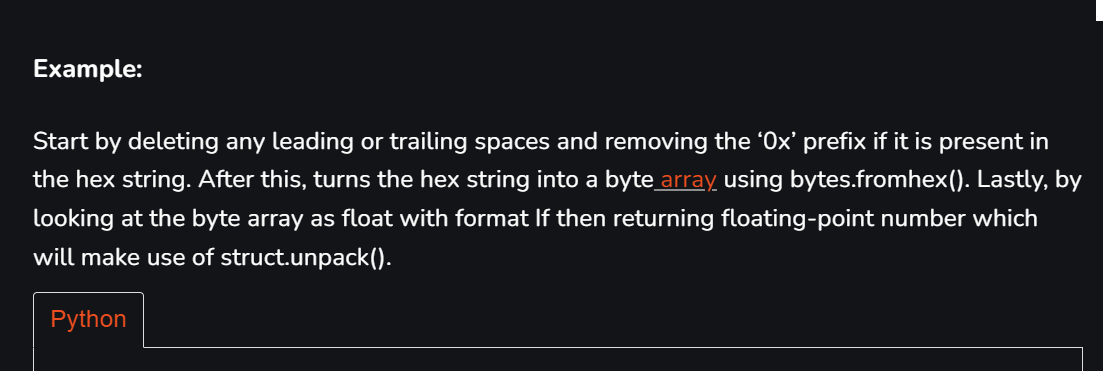 Example:
Start by deleting any leading or trailing spaces and removing the ‘0x’ prefix if it is present in
the hex string. After this, turns the hex string into a byte array using bytes.fromhex(). Lastly, by
looking at the byte array as float with format If then returning floating-point number which
will make use of struct.unpack().
Python